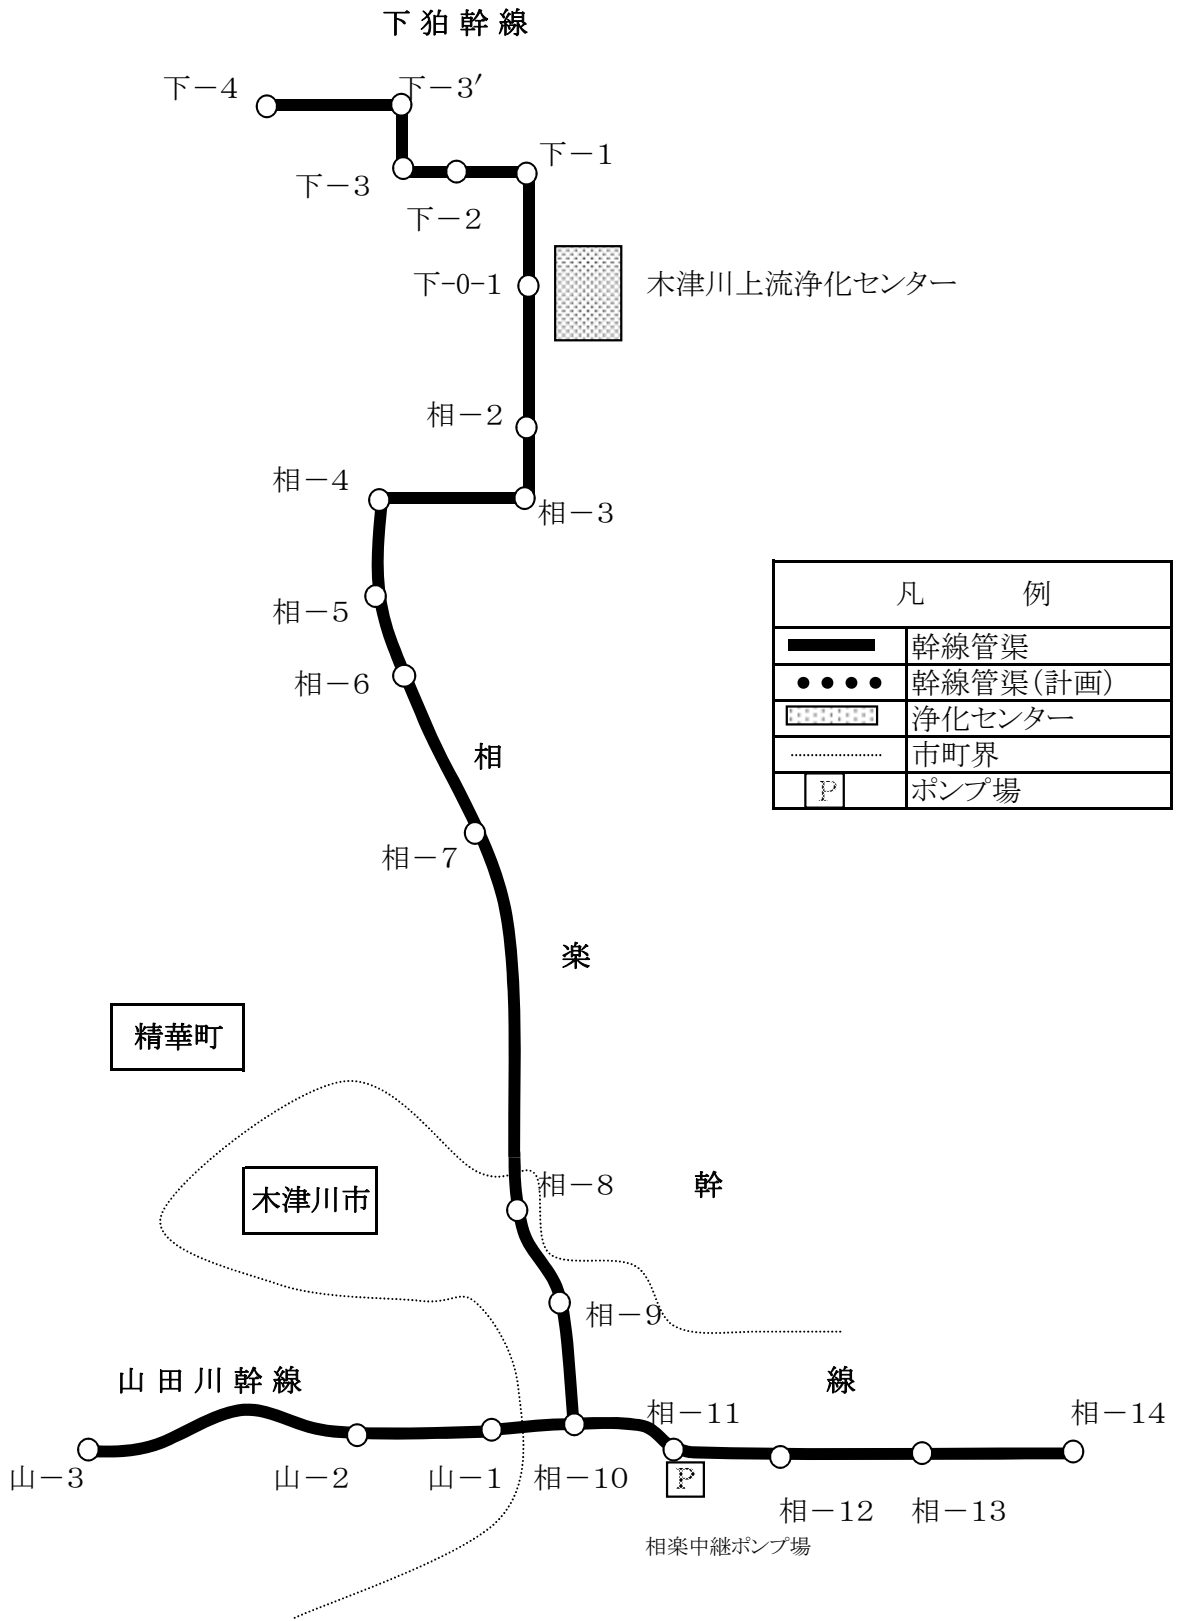 下狛幹線
下－4
下－3′
下－1
下－3
下－2
下-0-1
木津川上流浄化センター
相－2
相－4
相－3
凡　例
幹線管渠
幹線管渠（計画）
浄化センター
市町界
P
ポンプ場
相－5
相－6
相
相－7
楽
精華町
木津川市
相－8
幹
相－9
山田川幹線
線
相－11
相－14
山－3
山－2
山－1
相－10
P
相－12
相－13
相楽中継ポンプ場